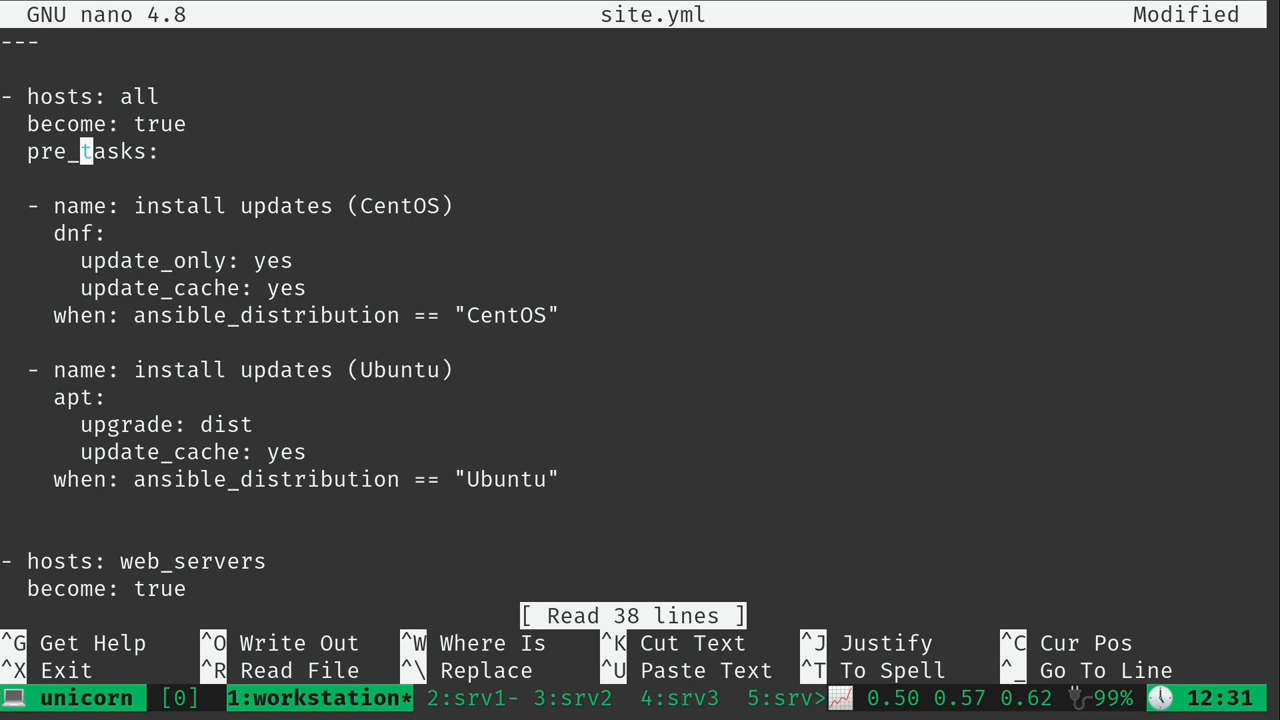 GNU nano 4.8 site.yml Modified
---
- hosts: all
  become: true
  pre_tasks:
  - name: install updates (CentOS)
    dnf:
      update_only: yes
      update_cache: yes
    when: ansible_distribution == "CentOS"
  - name: install updates (Ubuntu)
    apt:
      upgrade: dist
      update_cache: yes
    when: ansible_distribution == "Ubuntu"
- hosts: web_servers
  become: true
[ Read 38 lines ]
^G Get Help ^O Write Out ^W Where Is ^K Cut Text ^J Justify ^C Cur Pos
^X Exit ^R Read File ^\ Replace ^U Paste Text ^T To Spell ^_ Go To Line
unicorn [0] 1:workstation* 2:srv1- 3:srv2 4:srv3 5:srv> 0.50 0.57 0.62 99% 12:31